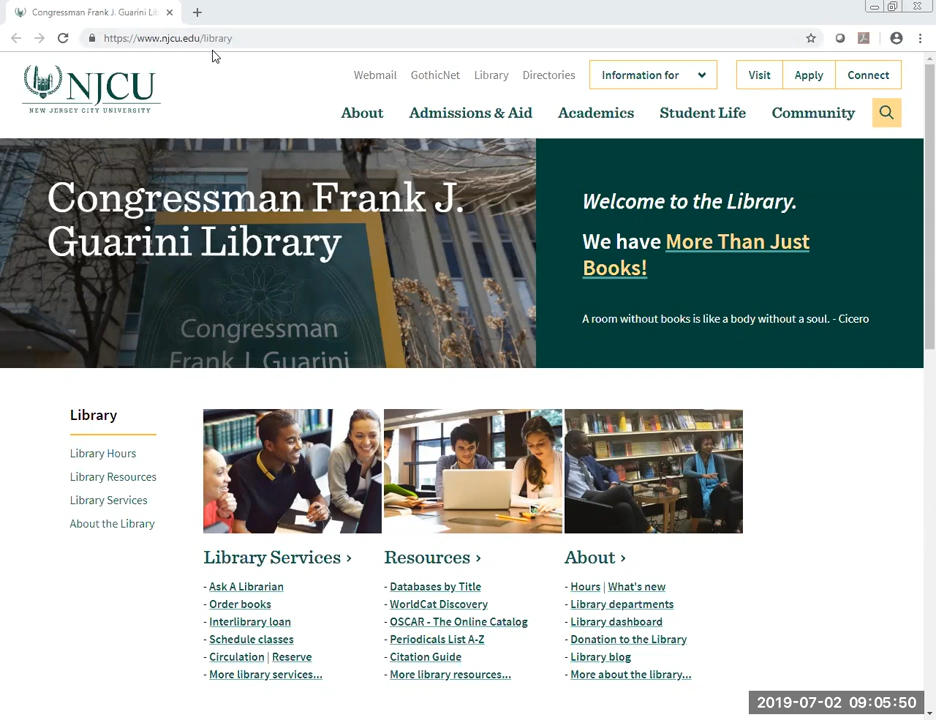 Congressman Frank J. Guarini Lib
https://www.njcu.edu/library
NJCU
NEW JERSEY CITY UNIVERSITY
Webmail GothicNet Library Directories Information for Visit Apply Connect
About Admissions & Aid Academics Student Life Community
Congressman Frank J.
Guarini Library
Congressman
Frank J. Guarini
Welcome to the Library.
We have More Than Just
Books!
A room without books is like a body without a soul. - Cicero
Library
Library Hours
Library Resources
Library Services
About the Library
Library Services ›
- Ask A Librarian
- Order books
- Interlibrary loan
- Schedule classes
- Circulation | Reserve
- More library services...
Resources ›
- Databases by Title
- WorldCat Discovery
- OSCAR - The Online Catalog
- Periodicals List A-Z
- Citation Guide
- More library resources...
About ›
- Hours | What's new
- Library departments
- Library dashboard
- Donation to the Library
- Library blog
- More about the library...
2019-07-02 09:05:50